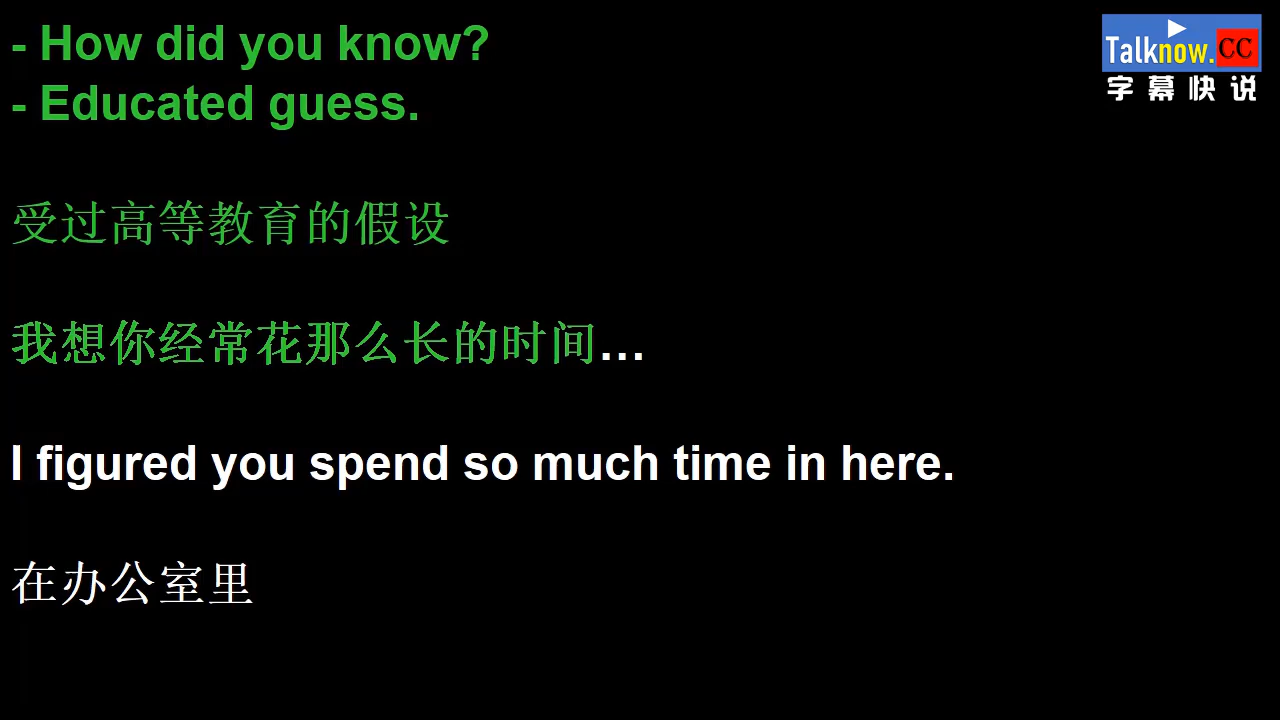 - How did you know?
- Educated guess.
受过高等教育的假设
我想你经常花那么长的时间...
I figured you spend so much time in here.
在办公室里
Talknow.CC
字幕快说